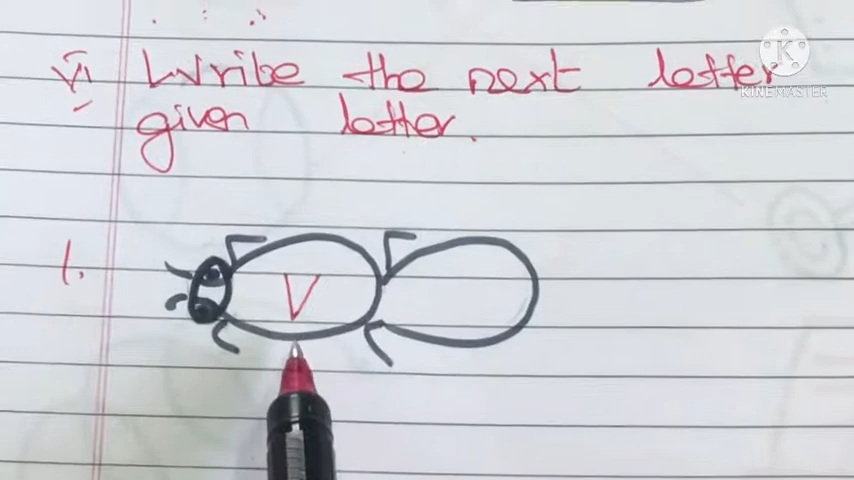 VI Write the next letter
given letter.
1.
V
K
KINEMASTER